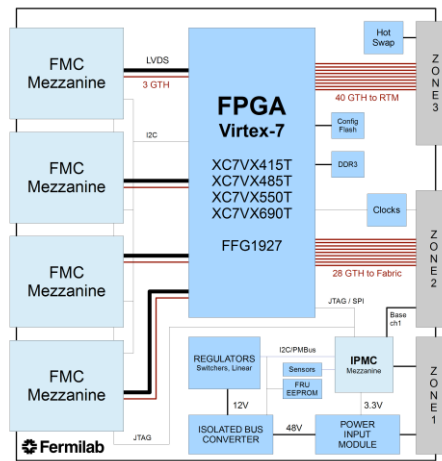 FMC
Mezzanine
FMC
Mezzanine
FMC
Mezzanine
FMC
Mezzanine
LVDS
3 GTH
I2C
FPGA
Virtex-7
XC7VX415T
XC7VX485T
XC7VX550T
XC7VX690T
FFG1927
Hot
Swap
40 GTH to RTM
Config
Flash
DDR3
Clocks
28 GTH to Fabric
ZONE3
ZONE2
ZONE1
JTAG / SPI
Base
ch1
REGULATORS
Switchers, Linear
I2C/PMBus
Sensors
FRU
EEPROM
IPMC
Mezzanine
12V
3.3V
ISOLATED BUS
CONVERTER
48V
POWER
INPUT
MODULE
JTAG
Fermilab